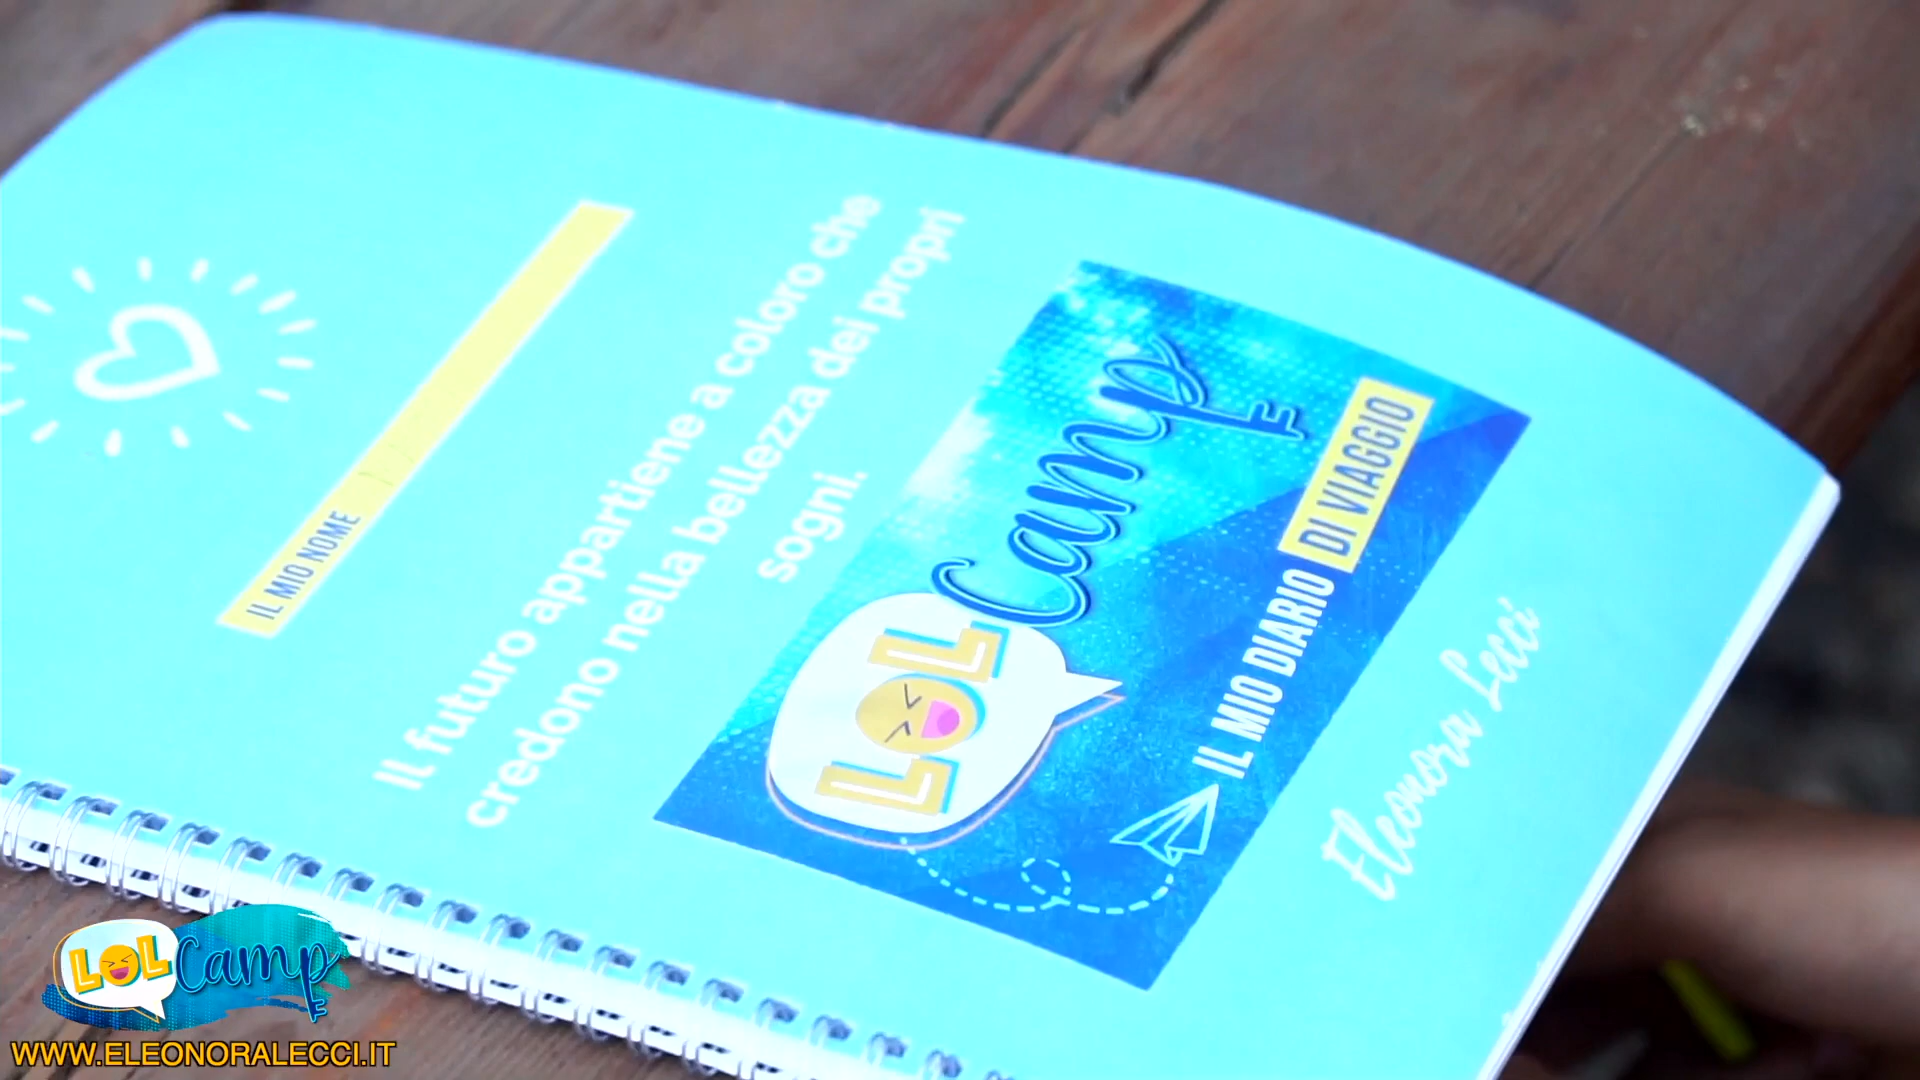 IL MIO NOME
Il futuro appartiene a coloro che
credono nella bellezza dei propri
sogni.
LOL Camp
IL MIO DIARIO DI VIAGGIO
Eleonora Lecci
LOL Camp
WWW.ELEONORALECCI.IT